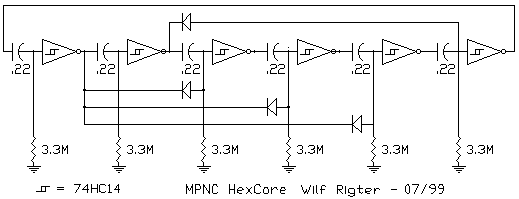 .22 .22 .22 .22 .22 .22
3.3M 3.3M 3.3M 3.3M 3.3M 3.3M
= 74HC14 MPNC HexCore Wilf Rigter - 07/99